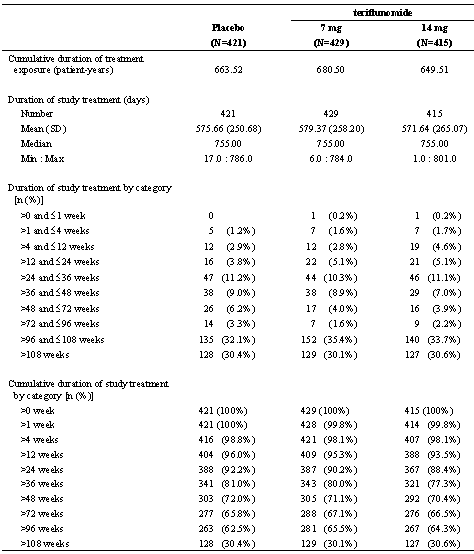 teriflunomide
Placebo 7 mg 14 mg
(N=421) (N=429) (N=415)
Cumulative duration of treatment
exposure (patient-years) 663.52 680.50 649.51
Duration of study treatment (days)
Number 421 429 415
Mean (SD) 575.66 (250.68) 579.37 (258.20) 571.64 (265.07)
Median 755.00 755.00 755.00
Min : Max 17.0 : 786.0 6.0 : 784.0 1.0 : 801.0
Duration of study treatment by category
[n (%)]
>0 and ≤1 week 0 1 (0.2%) 1 (0.2%)
>1 and ≤4 weeks 5 (1.2%) 7 (1.6%) 7 (1.7%)
>4 and ≤12 weeks 12 (2.9%) 12 (2.8%) 19 (4.6%)
>12 and ≤24 weeks 16 (3.8%) 22 (5.1%) 21 (5.1%)
>24 and ≤36 weeks 47 (11.2%) 44 (10.3%) 46 (11.1%)
>36 and ≤48 weeks 38 (9.0%) 38 (8.9%) 29 (7.0%)
>48 and ≤72 weeks 26 (6.2%) 17 (4.0%) 16 (3.9%)
>72 and ≤96 weeks 14 (3.3%) 7 (1.6%) 9 (2.2%)
>96 and ≤108 weeks 135 (32.1%) 152 (35.4%) 140 (33.7%)
>108 weeks 128 (30.4%) 129 (30.1%) 127 (30.6%)
Cumulative duration of study treatment
by category [n (%)]
>0 week 421 (100%) 429 (100%) 415 (100%)
>1 week 421 (100%) 428 (99.8%) 414 (99.8%)
>4 weeks 416 (98.8%) 421 (98.1%) 407 (98.1%)
>12 weeks 404 (96.0%) 409 (95.3%) 388 (93.5%)
>24 weeks 388 (92.2%) 387 (90.2%) 367 (88.4%)
>36 weeks 341 (81.0%) 343 (80.0%) 321 (77.3%)
>48 weeks 303 (72.0%) 305 (71.1%) 292 (70.4%)
>72 weeks 277 (65.8%) 288 (67.1%) 276 (66.5%)
>96 weeks 263 (62.5%) 281 (65.5%) 267 (64.3%)
>108 weeks 128 (30.4%) 129 (30.1%) 127 (30.6%)